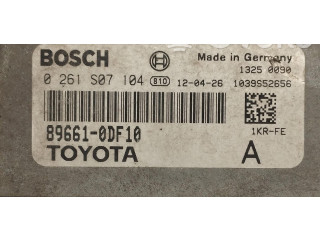 BOSCH
Made in Germany
1325 0090
0 261 S07 104 810 12-04-26 1039S52656
89661-0DF10
1KR-FE
TOYOTA
A